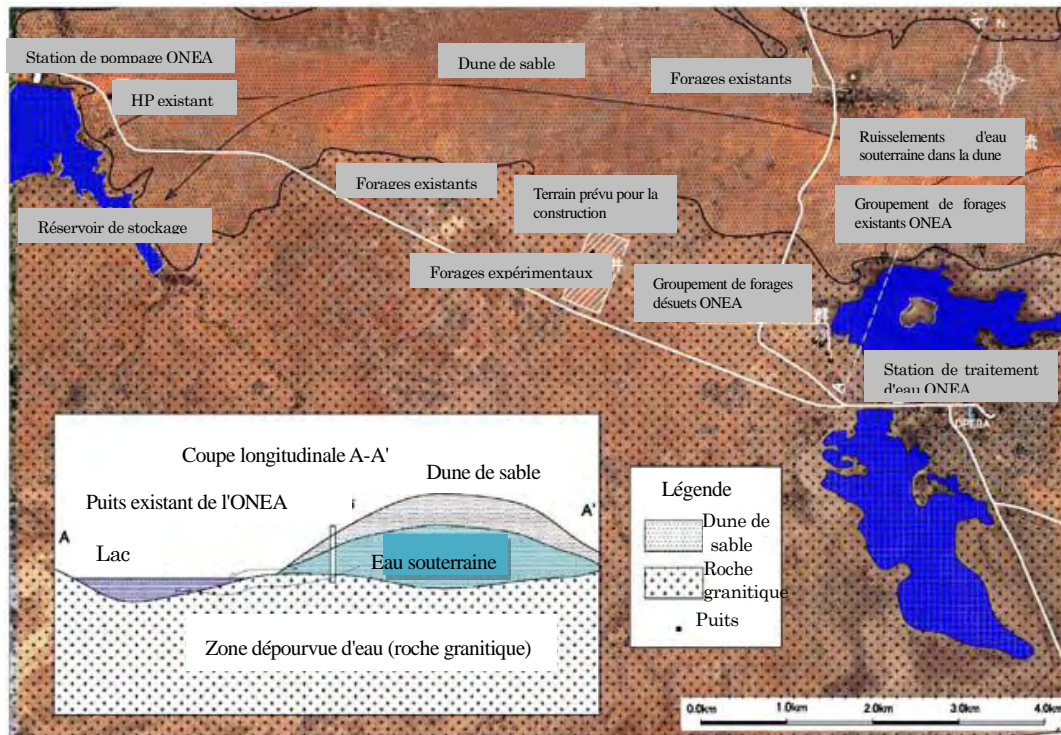 Station de pompage ONEA
Dune de sable
Forages existants
A'
N
HP existant
Ruisselements d'eau
souterraine dans la dune
流
Forages existants
Terrain prévu pour la
construction
Groupement de forages
existants ONEA
Réservoir de stockage
Forages expérimentaux
井
Groupement de forages
désuets ONEA
群
Station de traitement
d'eau ONEA
A
Coupe longitudinale A-A'
Dune de sable
Puits existant de l'ONEA
A
A'
Lac
Eau souterraine
Zone dépourvue d'eau (roche granitique)
Légende
Dune de
sable
Roche
granitique
Puits
0.0km 1.0km 2.0km 3.0km 4.0km